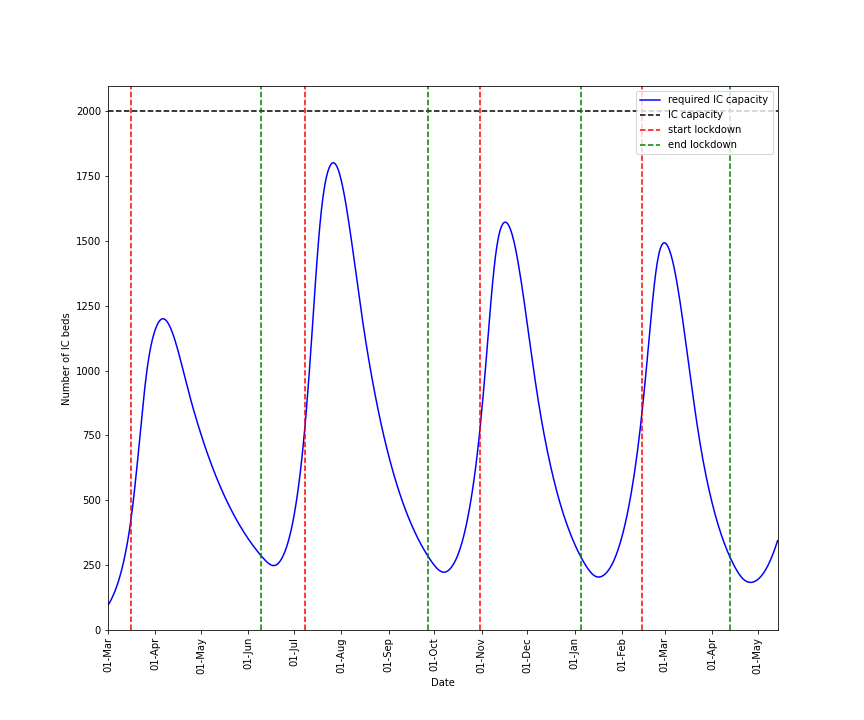 2000
1750
1500
1250
1000
750
500
250
0
Number of IC beds
required IC capacity
IC capacity
start lockdown
end lockdown
01-Mar
01-Apr
01-May
01-Jun
01-Jul
01-Aug
01-Sep
01-Oct
01-Nov
01-Dec
01-Jan
01-Feb
01-Mar
01-Apr
01-May
Date